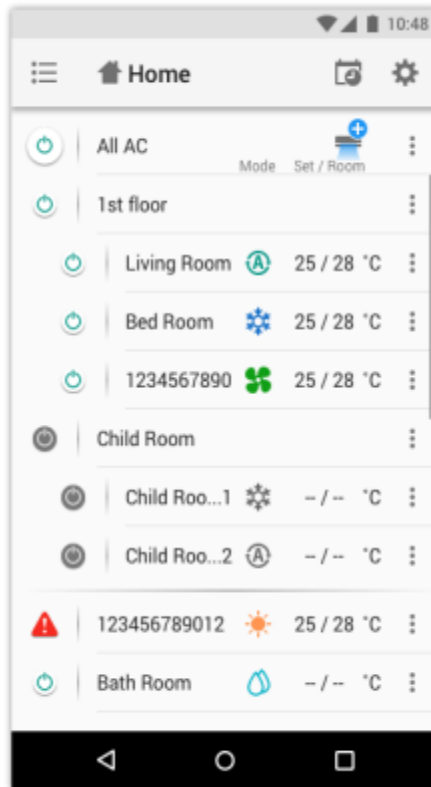 10:48
Home
All AC
Mode Set / Room
1st floor
Living Room A 25 / 28 °C
Bed Room 25 / 28 °C
1234567890 25 / 28 °C
Child Room
Child Roo...1 -- / -- °C
Child Roo...2 A -- / -- °C
123456789012 25 / 28 °C
Bath Room -- / -- °C